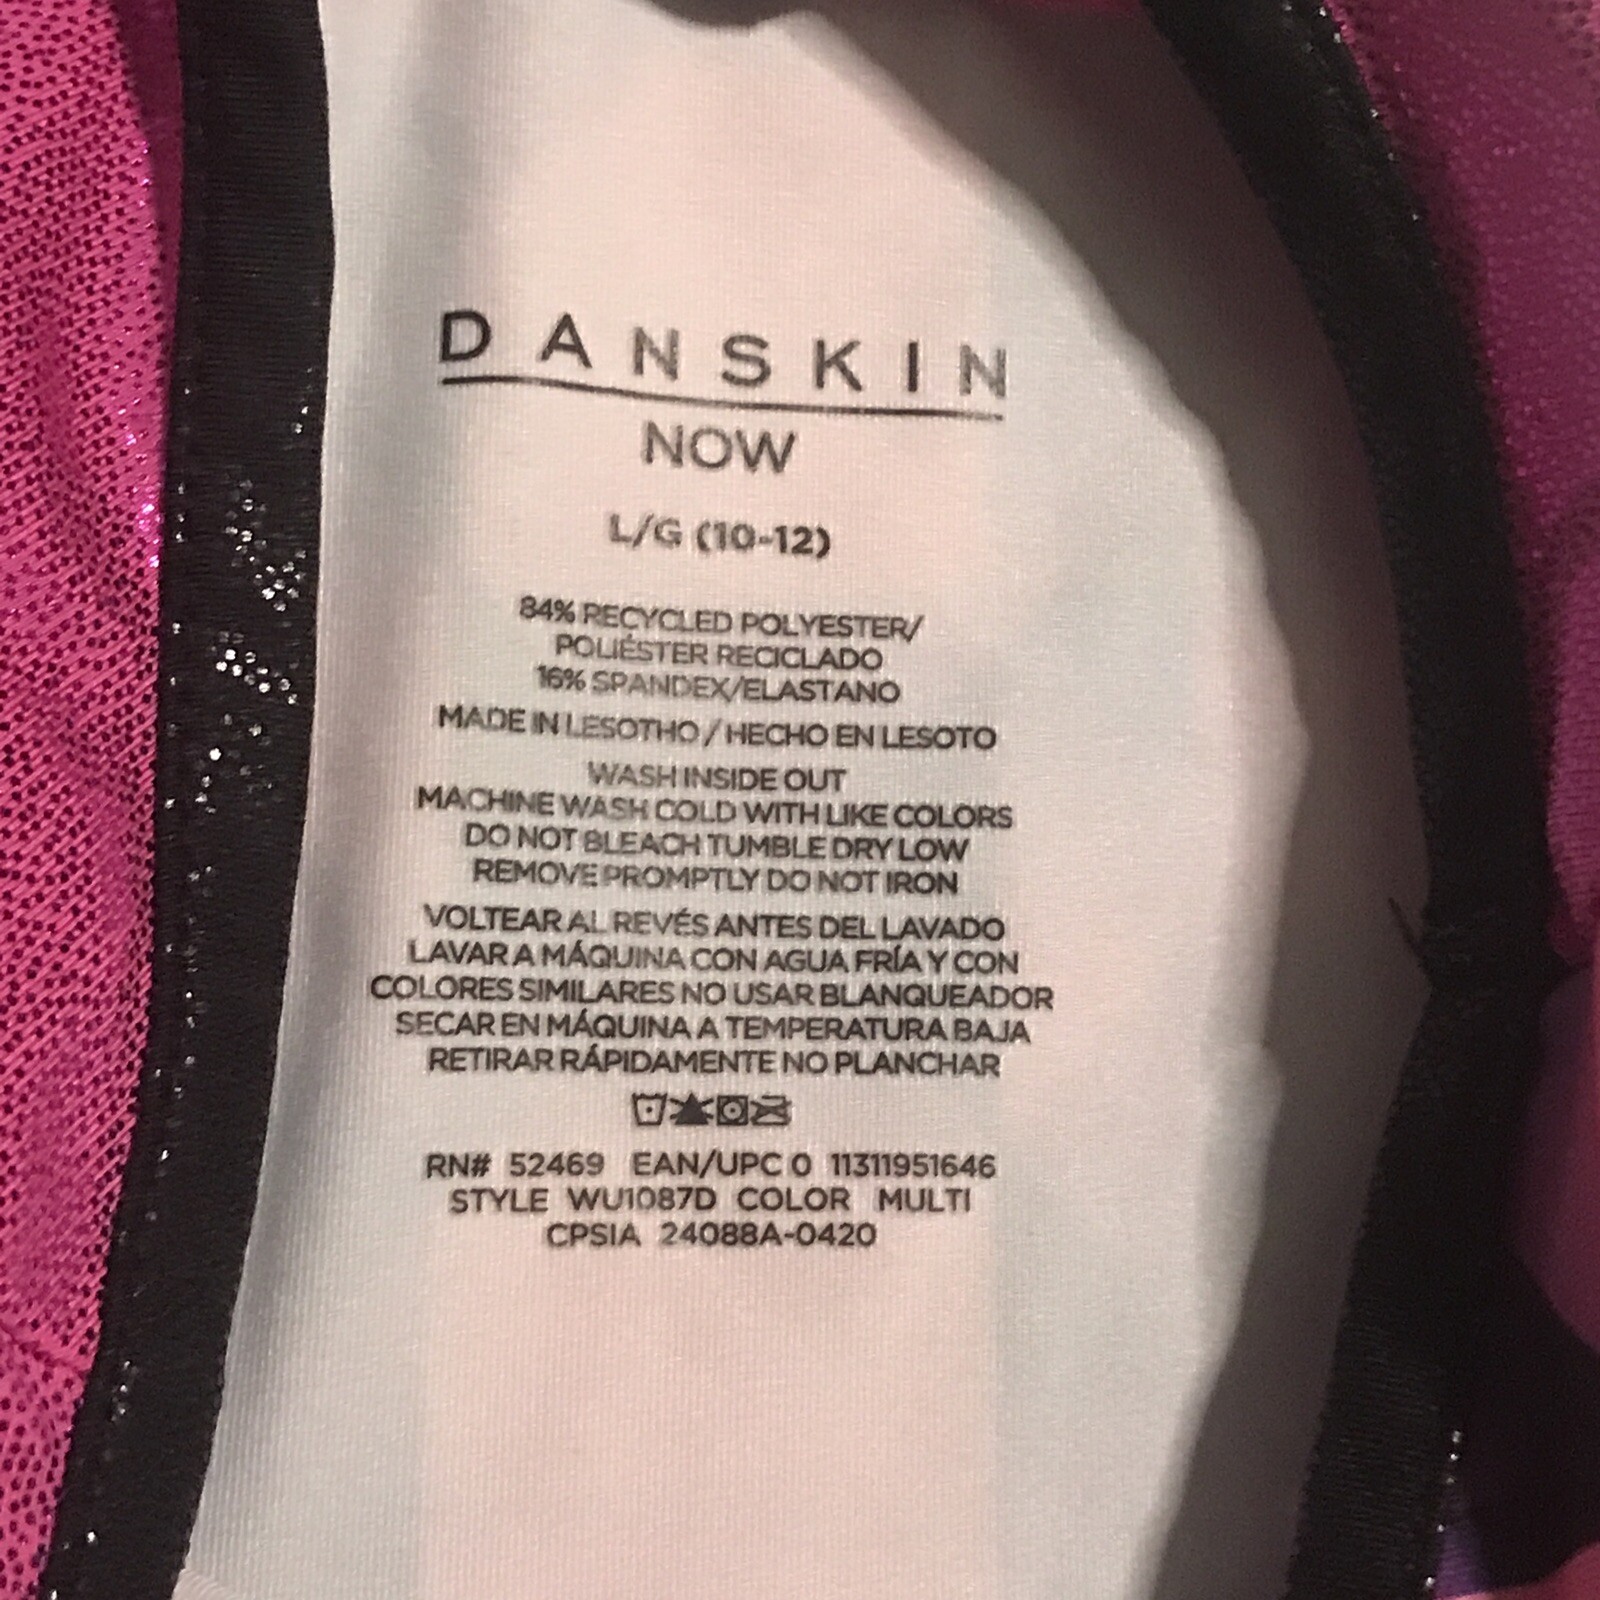 DANSKIN
NOW
L/G (10-12)
84% RECYCLED POLYESTER/
POLIÉSTER RECICLADO
16% SPANDEX/ELASTANO
MADE IN LESOTHO / HECHO EN LESOTO
WASH INSIDE OUT
MACHINE WASH COLD WITH LIKE COLORS
DO NOT BLEACH TUMBLE DRY LOW
REMOVE PROMPTLY DO NOT IRON
VOLTEAR AL REVÉS ANTES DEL LAVADO
LAVAR A MÁQUINA CON AGUA FRÍA Y CON
COLORES SIMILARES NO USAR BLANQUEADOR
SECAR EN MÁQUINA A TEMPERATURA BAJA
RETIRAR RÁPIDAMENTE NO PLANCHAR
RN# 52469 EAN/UPC 0 11311951646
STYLE WU1087D COLOR MULTI
CPSIA 24088A-0420